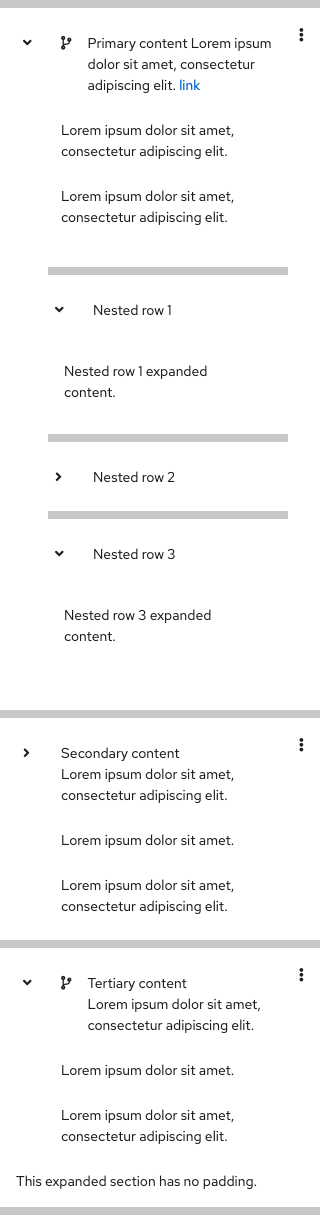 Primary content Lorem ipsum
dolor sit amet, consectetur
adipiscing elit. link
Lorem ipsum dolor sit amet,
consectetur adipiscing elit.
Lorem ipsum dolor sit amet,
consectetur adipiscing elit.
Nested row 1
Nested row 1 expanded
content.
Nested row 2
Nested row 3
Nested row 3 expanded
content.
Secondary content
Lorem ipsum dolor sit amet,
consectetur adipiscing elit.
Lorem ipsum dolor sit amet.
Lorem ipsum dolor sit amet,
consectetur adipiscing elit.
Tertiary content
Lorem ipsum dolor sit amet,
consectetur adipiscing elit.
Lorem ipsum dolor sit amet.
Lorem ipsum dolor sit amet,
consectetur adipiscing elit.
This expanded section has no padding.